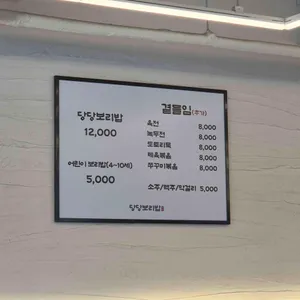 당당보리밥
12,000
어린이 보리밥(4~10세)
5,000
곁들임(추가)
육전 8,000
녹두전 8,000
도토리묵 8,000
제육볶음 8,000
쭈꾸미볶음 8,000
소주/맥주/막걸리 5,000
당당보리밥